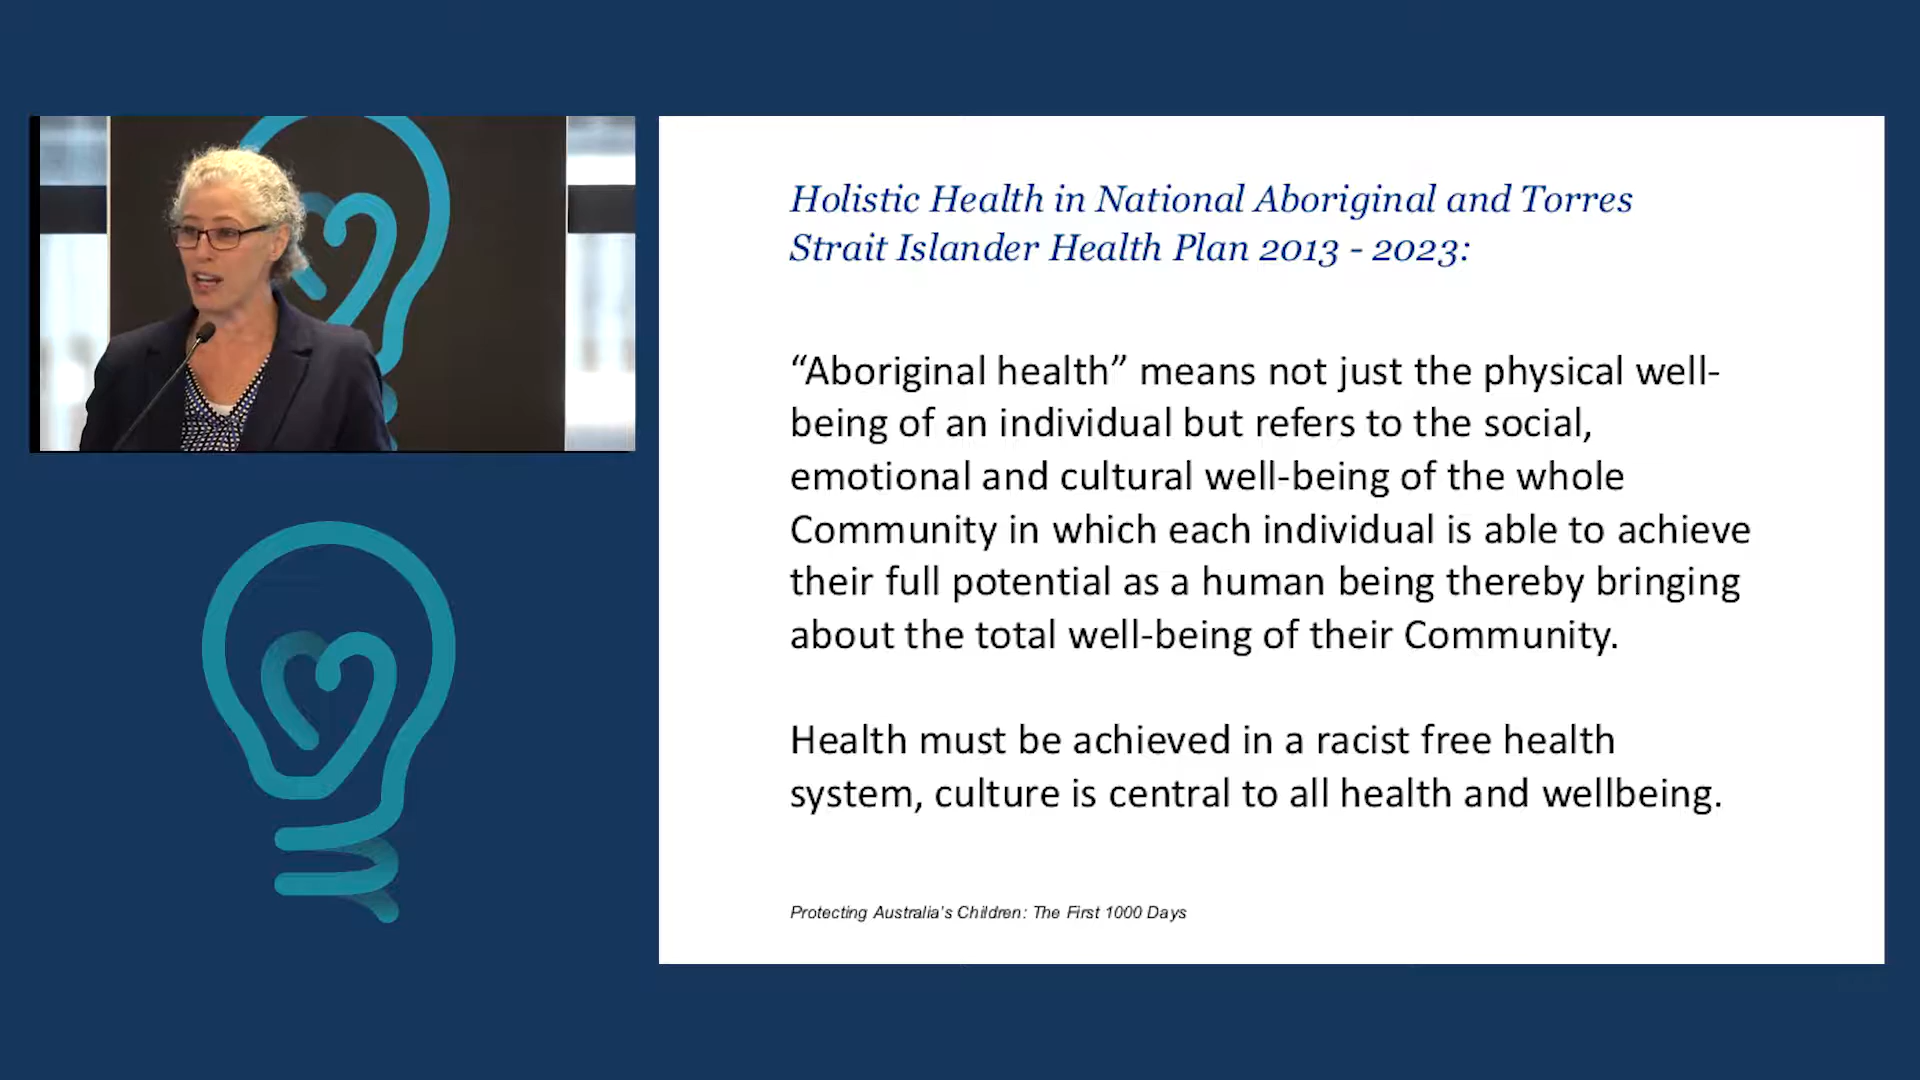 Holistic Health in National Aboriginal and Torres
Strait Islander Health Plan 2013 - 2023:
“Aboriginal health” means not just the physical well-
being of an individual but refers to the social,
emotional and cultural well-being of the whole
Community in which each individual is able to achieve
their full potential as a human being thereby bringing
about the total well-being of their Community.
Health must be achieved in a racist free health
system, culture is central to all health and wellbeing.
Protecting Australia's Children: The First 1000 Days